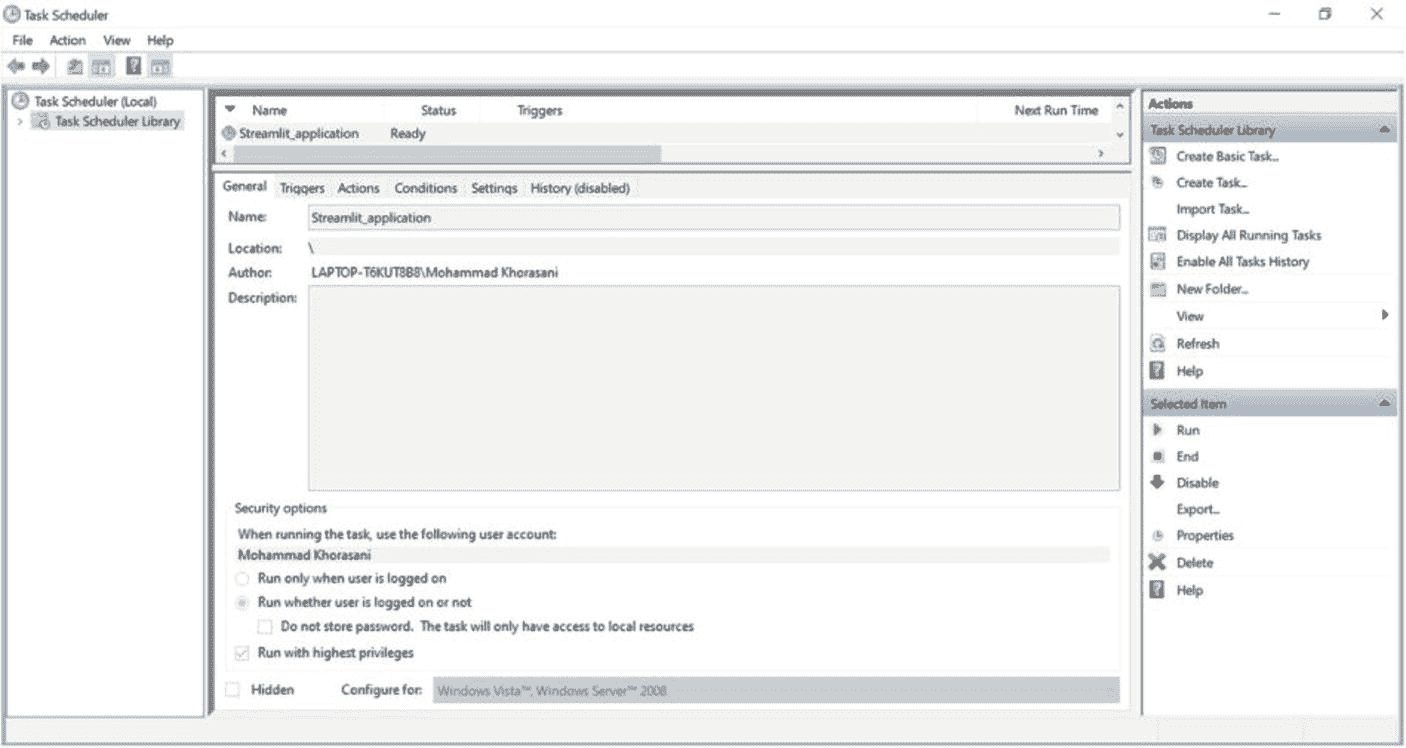 Task Scheduler
File Action View Help
Task Scheduler (Local)
Task Scheduler Library
Name Status Triggers Next Run Time
Streamlit_application Ready
General Triggers Actions Conditions Settings History (disabled)
Name: Streamlit_application
Location: \
Author: LAPTOP-T6KUT8B8\Mohammad Khorasani
Description:
Security options
When running the task, use the following user account:
Mohammad Khorasani
Run only when user is logged on
Run whether user is logged on or not
Do not store password. The task will only have access to local resources
Run with highest privileges
Hidden Configure for: Windows Vista™, Windows Server™ 2008
Actions
Task Scheduler Library
Create Basic Task...
Create Task...
Import Task...
Display All Running Tasks
Enable All Tasks History
New Folder...
View
Refresh
Help
Selected Item
Run
End
Disable
Export...
Properties
Delete
Help